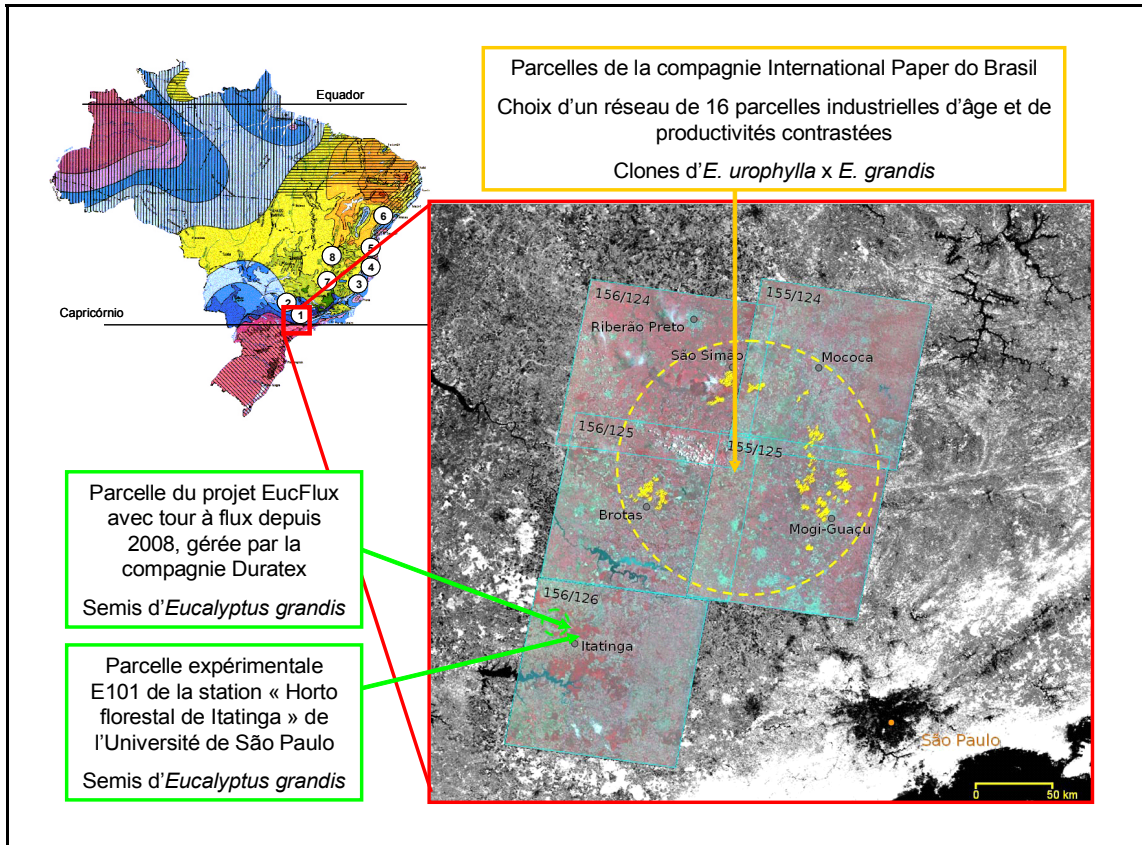 Equador
Capricórnio
6
5
8
4
7
3
2
1
Parcelles de la compagnie International Paper do Brasil
Choix d'un réseau de 16 parcelles industrielles d'âge et de
productivités contrastées
Clones d'E. urophylla x E. grandis
156/124
155/124
Riberão Preto
São Simão
Mococa
156/125
155/125
Brotas
Mogi-Guaçu
156/126
Itatinga
São Paulo
0
50 km
Parcelle du projet EucFlux
avec tour à flux depuis
2008, gérée par la
compagnie Duratex
Semis d'Eucalyptus grandis
Parcelle expérimentale
E101 de la station « Horto
florestal de Itatinga » de
l'Université de São Paulo
Semis d'Eucalyptus grandis